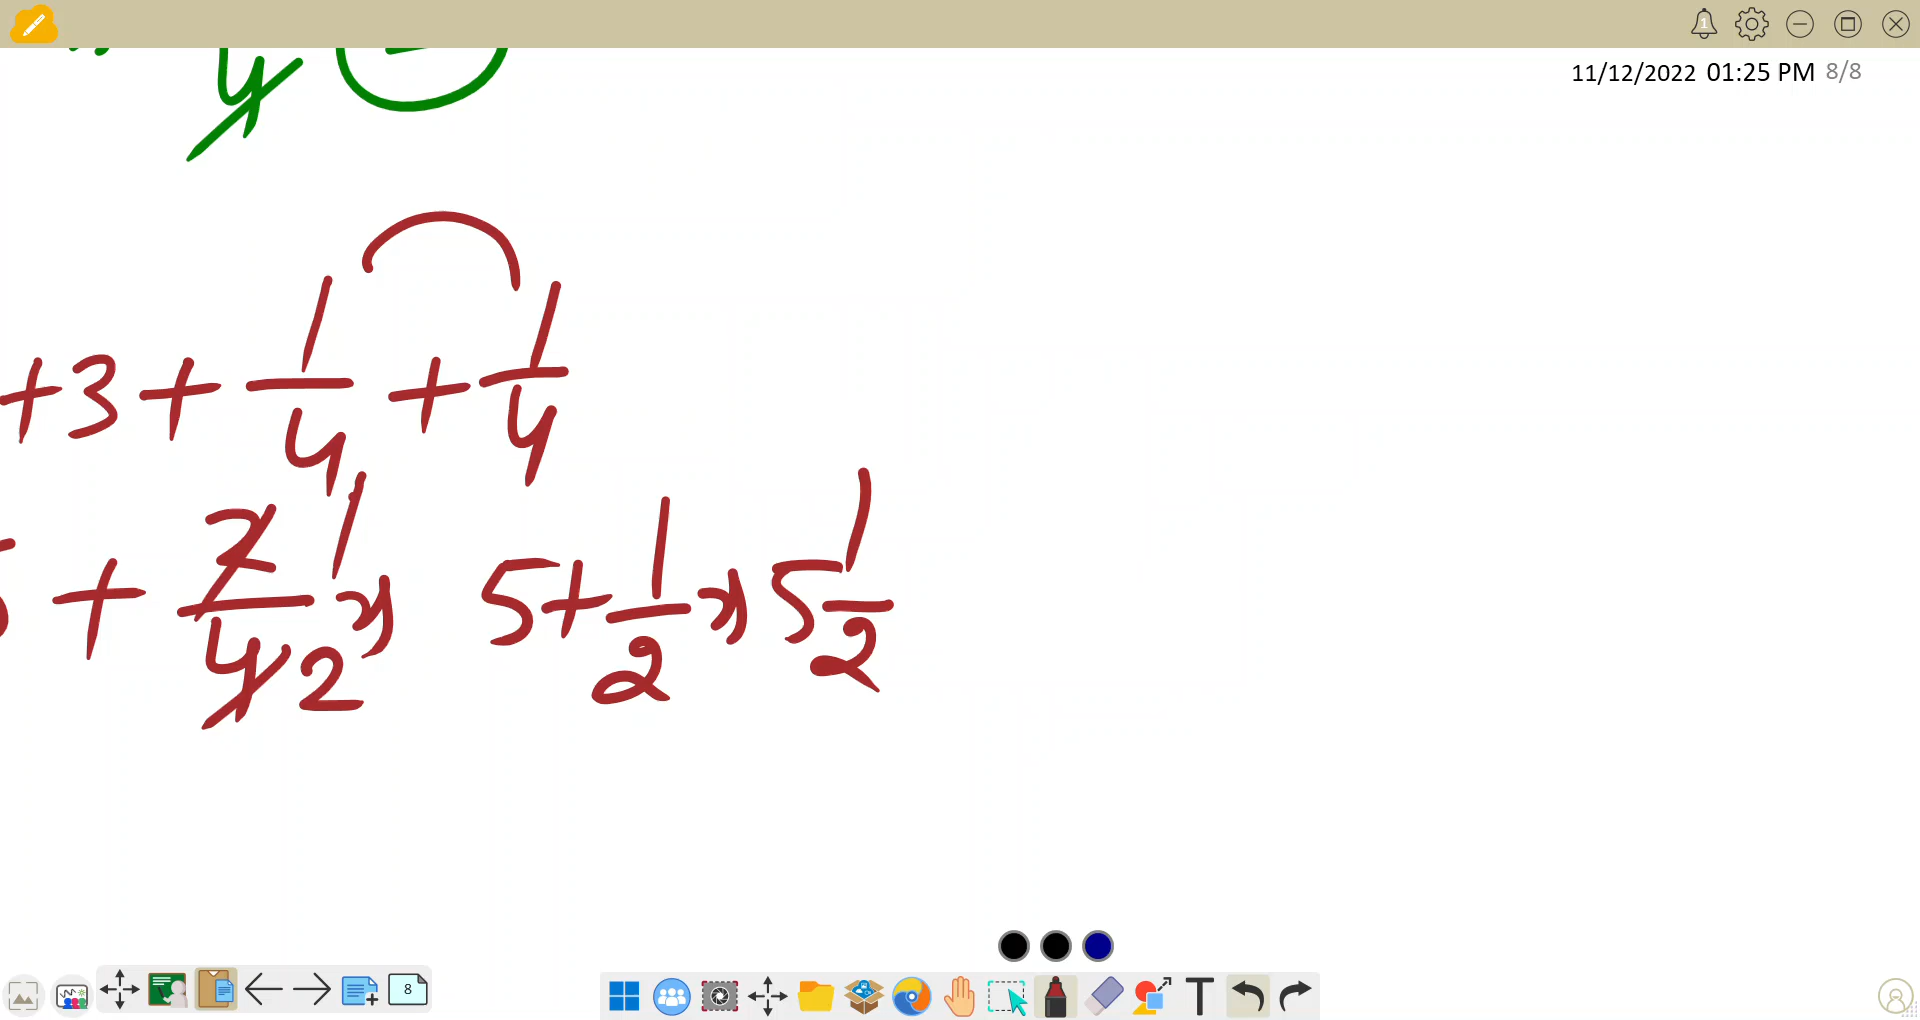 11/12/2022 01:25 PM 8/8
+3 + 1/4 + 1/4
+ 2/4 1 2 5+1/2 5 1/2
8